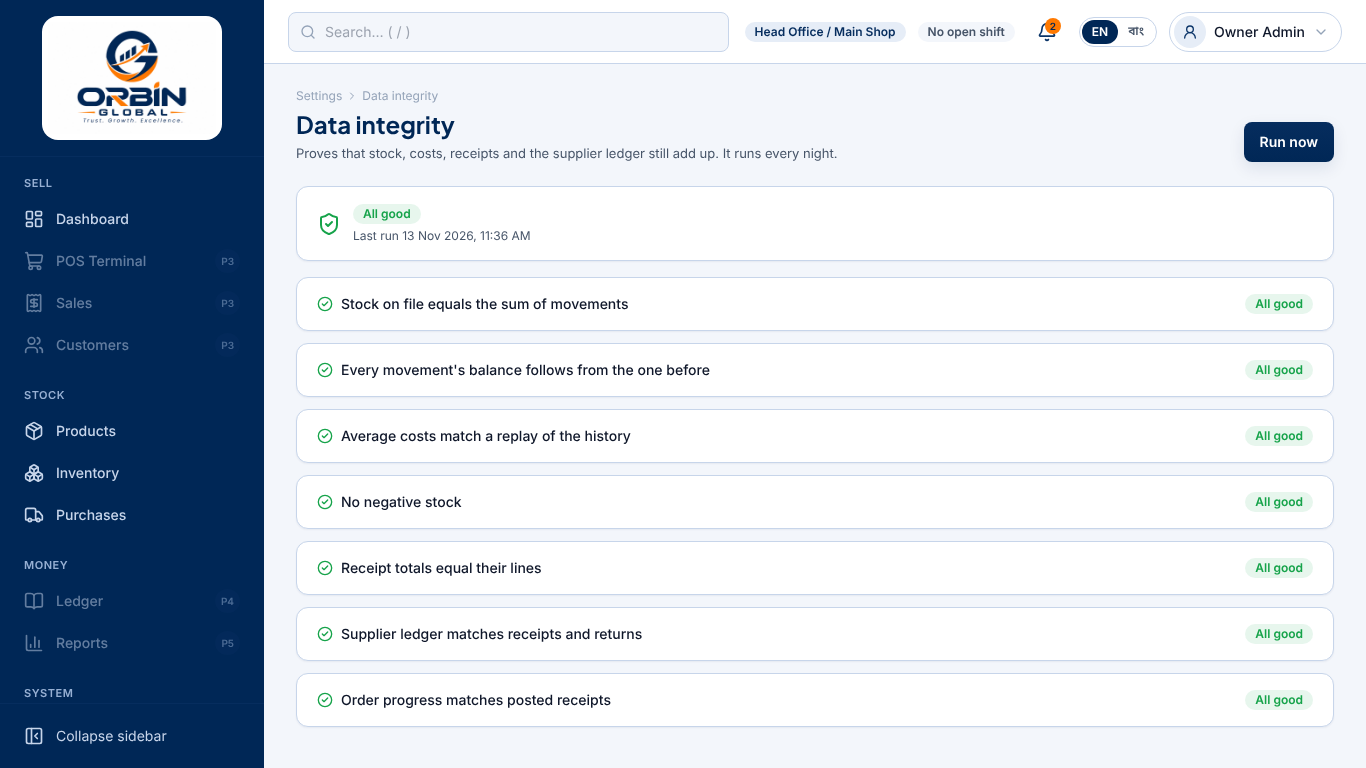 ORBIN
GLOBAL
Trust. Growth. Excellence.
Search... ( / )
Head Office / Main Shop
No open shift
2
EN
বাং
Owner Admin
SELL
Dashboard
POS Terminal P3
Sales P3
Customers P3
STOCK
Products
Inventory
Purchases
MONEY
Ledger P4
Reports P5
SYSTEM
Collapse sidebar
Settings > Data integrity
Data integrity
Proves that stock, costs, receipts and the supplier ledger still add up. It runs every night.
Run now
All good
Last run 13 Nov 2026, 11:36 AM
Stock on file equals the sum of movements All good
Every movement's balance follows from the one before All good
Average costs match a replay of the history All good
No negative stock All good
Receipt totals equal their lines All good
Supplier ledger matches receipts and returns All good
Order progress matches posted receipts All good